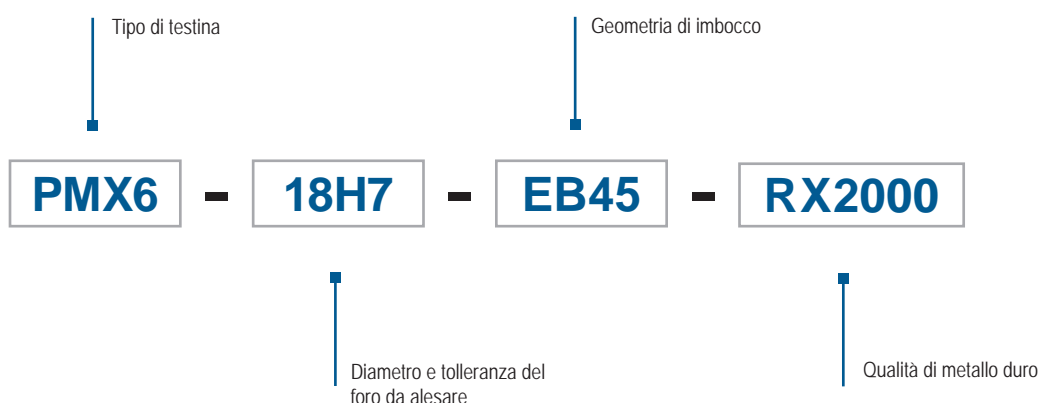 Tipo di testina
Geometria di imbocco
PMX6 - 18H7 - EB45 - RX2000
Diametro e tolleranza del
foro da alesare
Qualità di metallo duro